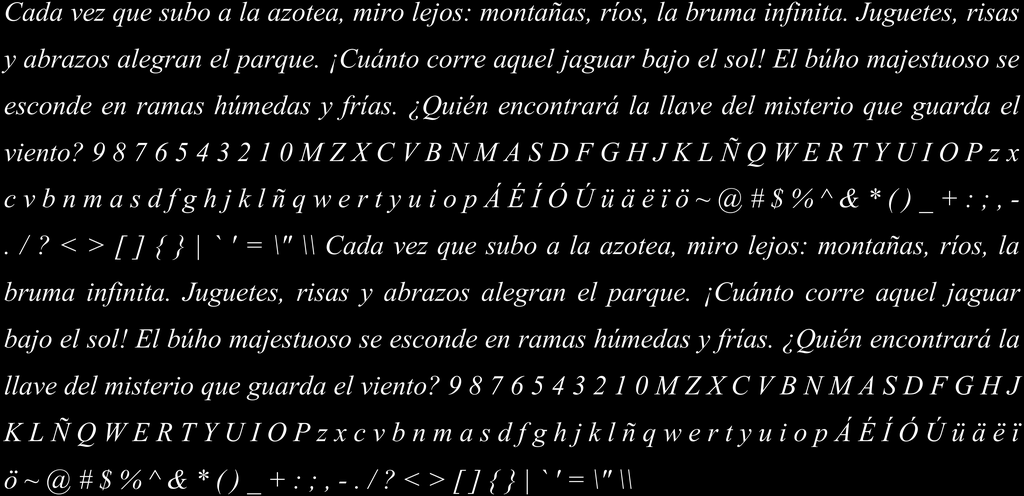 Cada vez que subo a la azotea, miro lejos: montañas, ríos, la bruma infinita. Juguetes, risas
y abrazos alegran el parque. ¡Cuánto corre aquel jaguar bajo el sol! El búho majestuoso se
esconde en ramas húmedas y frías. ¿Quién encontrará la llave del misterio que guarda el
viento? 9 8 7 6 5 4 3 2 1 0 M Z X C V B N M A S D F G H J K L Ñ Q W E R T Y U I O P z x
c v b n m a s d f g h j k l ñ q w e r t y u i o p Á É Í Ó Ú ü ä ë ï ö ~ @ # $ % ^ & * ( ) _ + : ; , -
. / ? < > [ ] { } | ` ' = \" \\ Cada vez que subo a la azotea, miro lejos: montañas, ríos, la
bruma infinita. Juguetes, risas y abrazos alegran el parque. ¡Cuánto corre aquel jaguar
bajo el sol! El búho majestuoso se esconde en ramas húmedas y frías. ¿Quién encontrará la
llave del misterio que guarda el viento? 9 8 7 6 5 4 3 2 1 0 M Z X C V B N M A S D F G H J
K L Ñ Q W E R T Y U I O P z x c v b n m a s d f g h j k l ñ q w e r t y u i o p Á É Í Ó Ú ü ä ë ï
ö ~ @ # $ % ^ & * ( ) _ + : ; , - . / ? < > [ ] { } | ` ' = \" \\